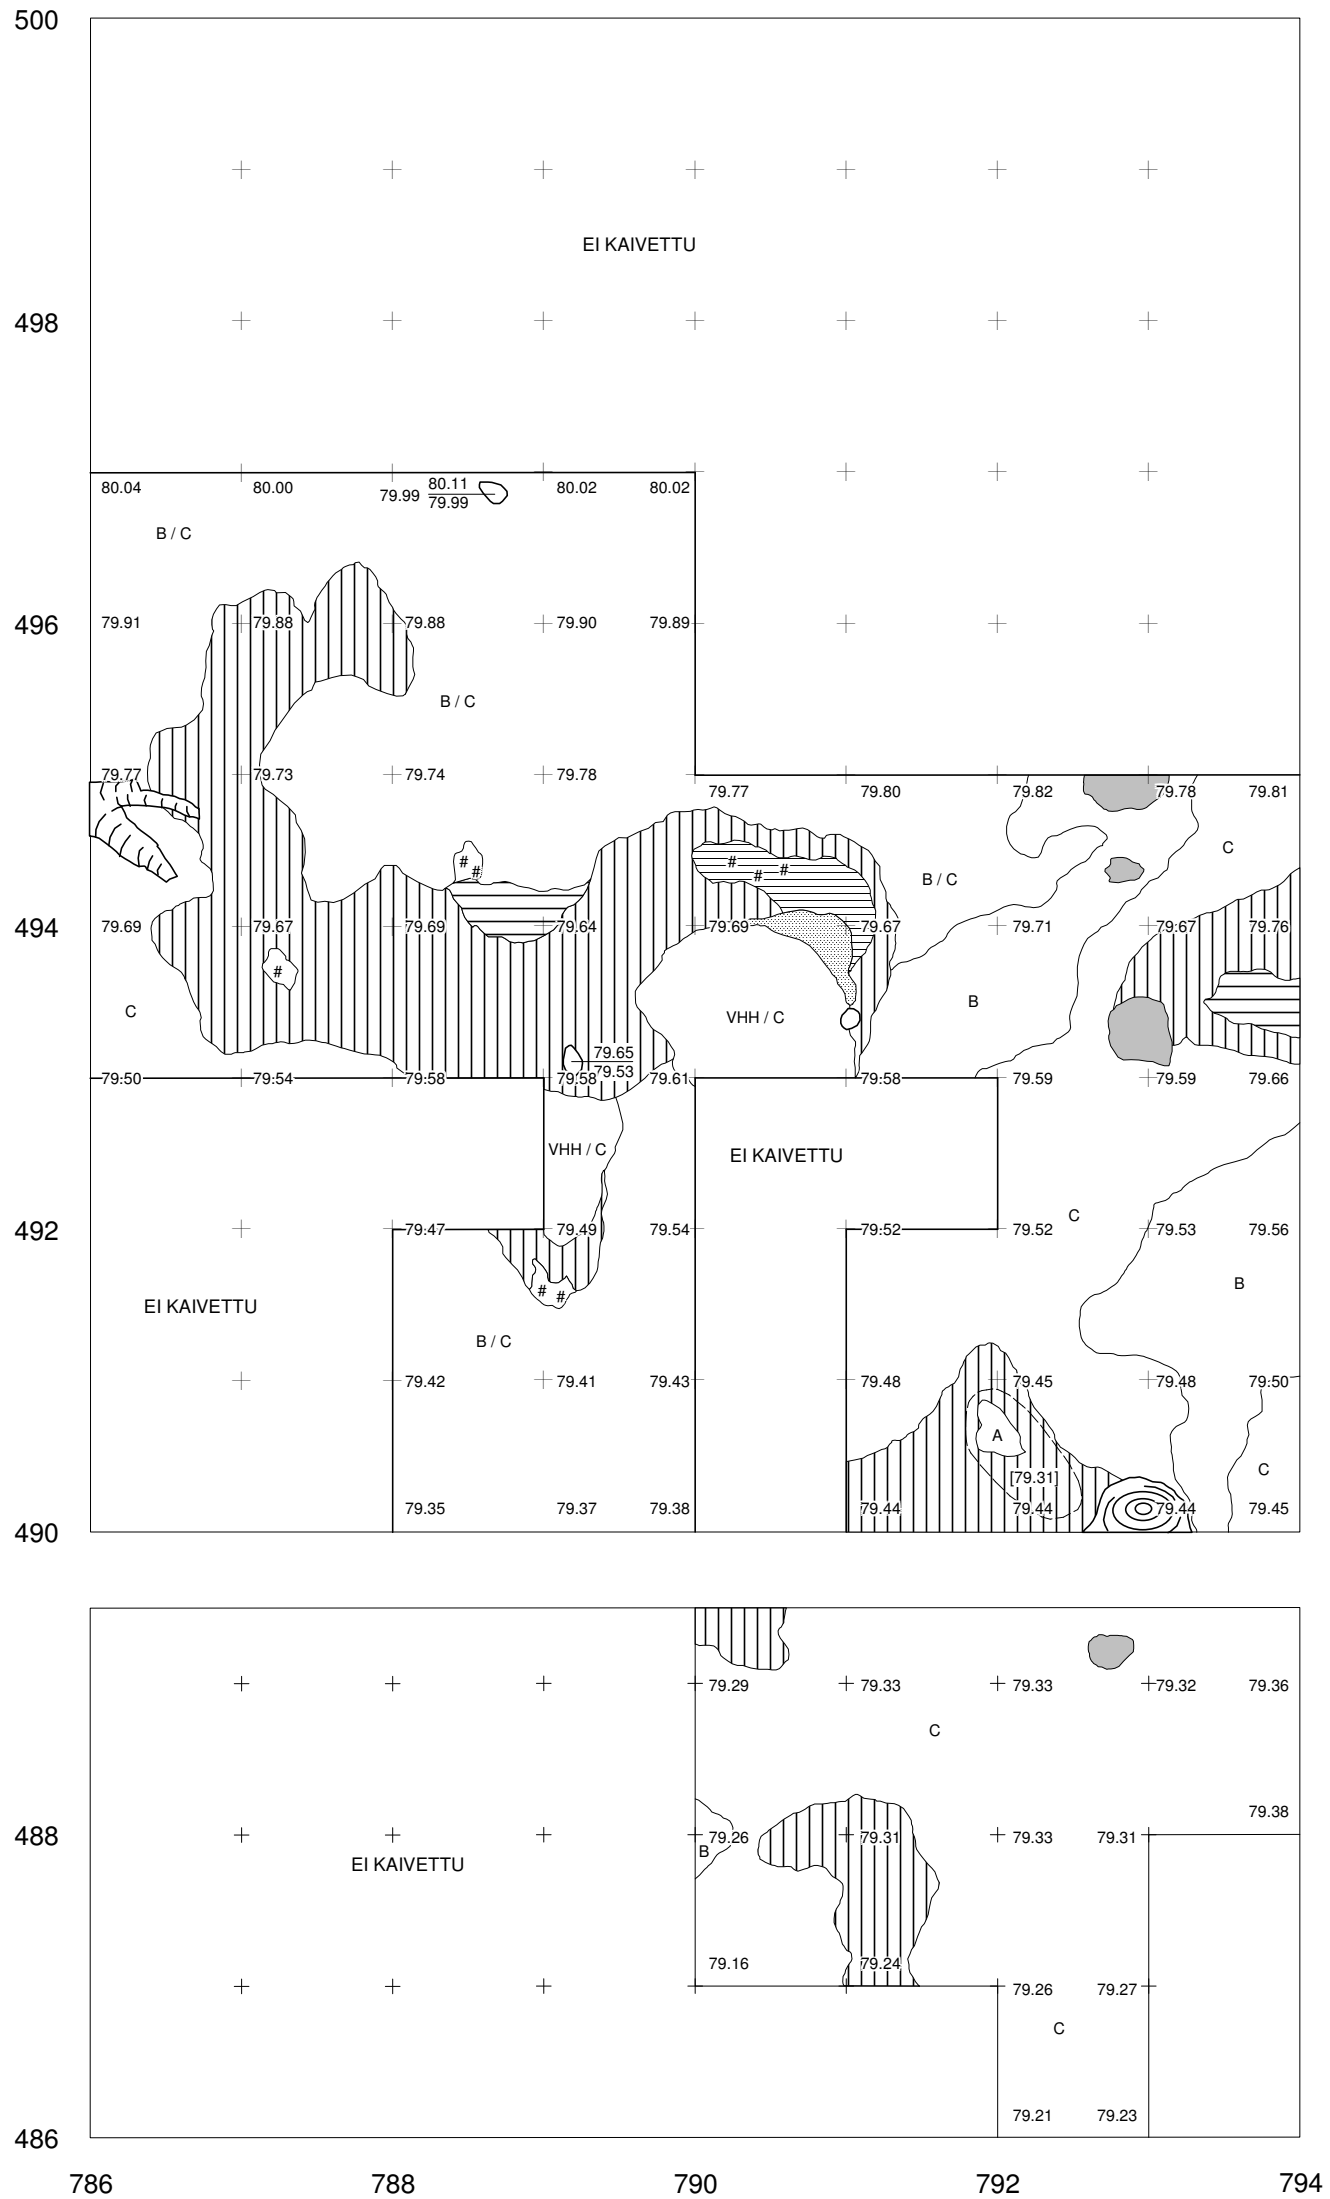 500
EI KAIVETTU
498
80.04 80.00 79.99 80.11 80.02 80.02
79.99
B / C
496 79.91 79.88 79.88 79.90 79.89
B / C
79.77 79.73 79.74 79.78
79.77 79.80 79.82 79.78 79.81
C
# # # # #
B / C
494 79.69 79.67 79.69 79.64 79.69 79.67 79.71 79.67 79.76
#
C VHH / C B
79.65
79.53
79.50 79.54 79.58 79.58 79.61 79.58 79.59 79.59 79.66
VHH / C EI KAIVETTU
C
492 79.47 79.49 79.54 79.52 79.52 79.53 79.56
B
# #
EI KAIVETTU
B / C
79.42 79.41 79.43 79.48 79.45 79.48 79.50
A
C
[79.31]
79.35 79.37 79.38 79.44 79.44 79.44 79.45
490
79.29 79.33 79.33 79.32 79.36
C
79.38
488 79.26 79.31 79.33 79.31
B
EI KAIVETTU
79.16 79.24
79.26 79.27
C
79.21 79.23
486
786 788 790 792 794